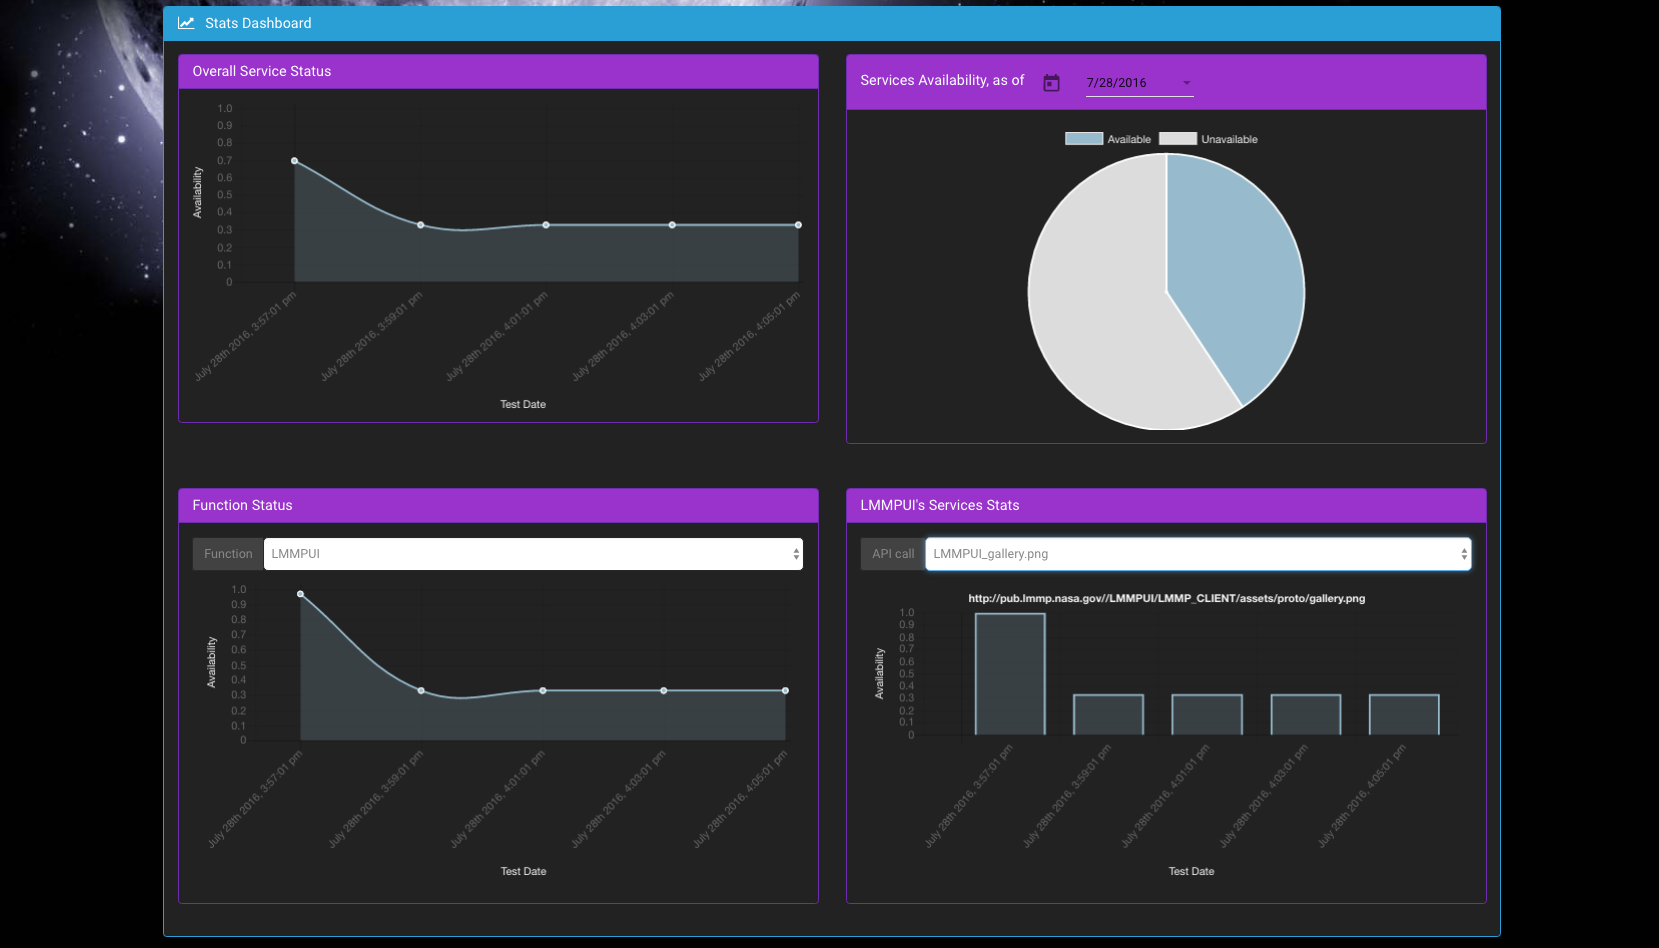 Stats Dashboard
Overall Service Status
1.0
0.9
0.8
0.7
0.6
0.5
0.4
0.3
0.2
0.1
0
Availability
July 28th 2016, 3:57:01 pm
July 28th 2016, 3:59:01 pm
July 28th 2016, 4:01:01 pm
July 28th 2016, 4:03:01 pm
July 28th 2016, 4:05:01 pm
Test Date
Services Availability, as of 7/28/2016
Available Unavailable
Function Status
Function LMMPUI
1.0
0.9
0.8
0.7
0.6
0.5
0.4
0.3
0.2
0.1
0
Availability
July 28th 2016, 3:57:01 pm
July 28th 2016, 3:59:01 pm
July 28th 2016, 4:01:01 pm
July 28th 2016, 4:03:01 pm
July 28th 2016, 4:05:01 pm
Test Date
LMMPUI's Services Stats
API call LMMPUI_gallery.png
http://pub.lmmp.nasa.gov//LMMPUI/LMMP_CLIENT/assets/proto/gallery.png
1.0
0.9
0.8
0.7
0.6
0.5
0.4
0.3
0.2
0.1
0
Availability
July 28th 2016, 3:57:01 pm
July 28th 2016, 3:59:01 pm
July 28th 2016, 4:01:01 pm
July 28th 2016, 4:03:01 pm
July 28th 2016, 4:05:01 pm
Test Date